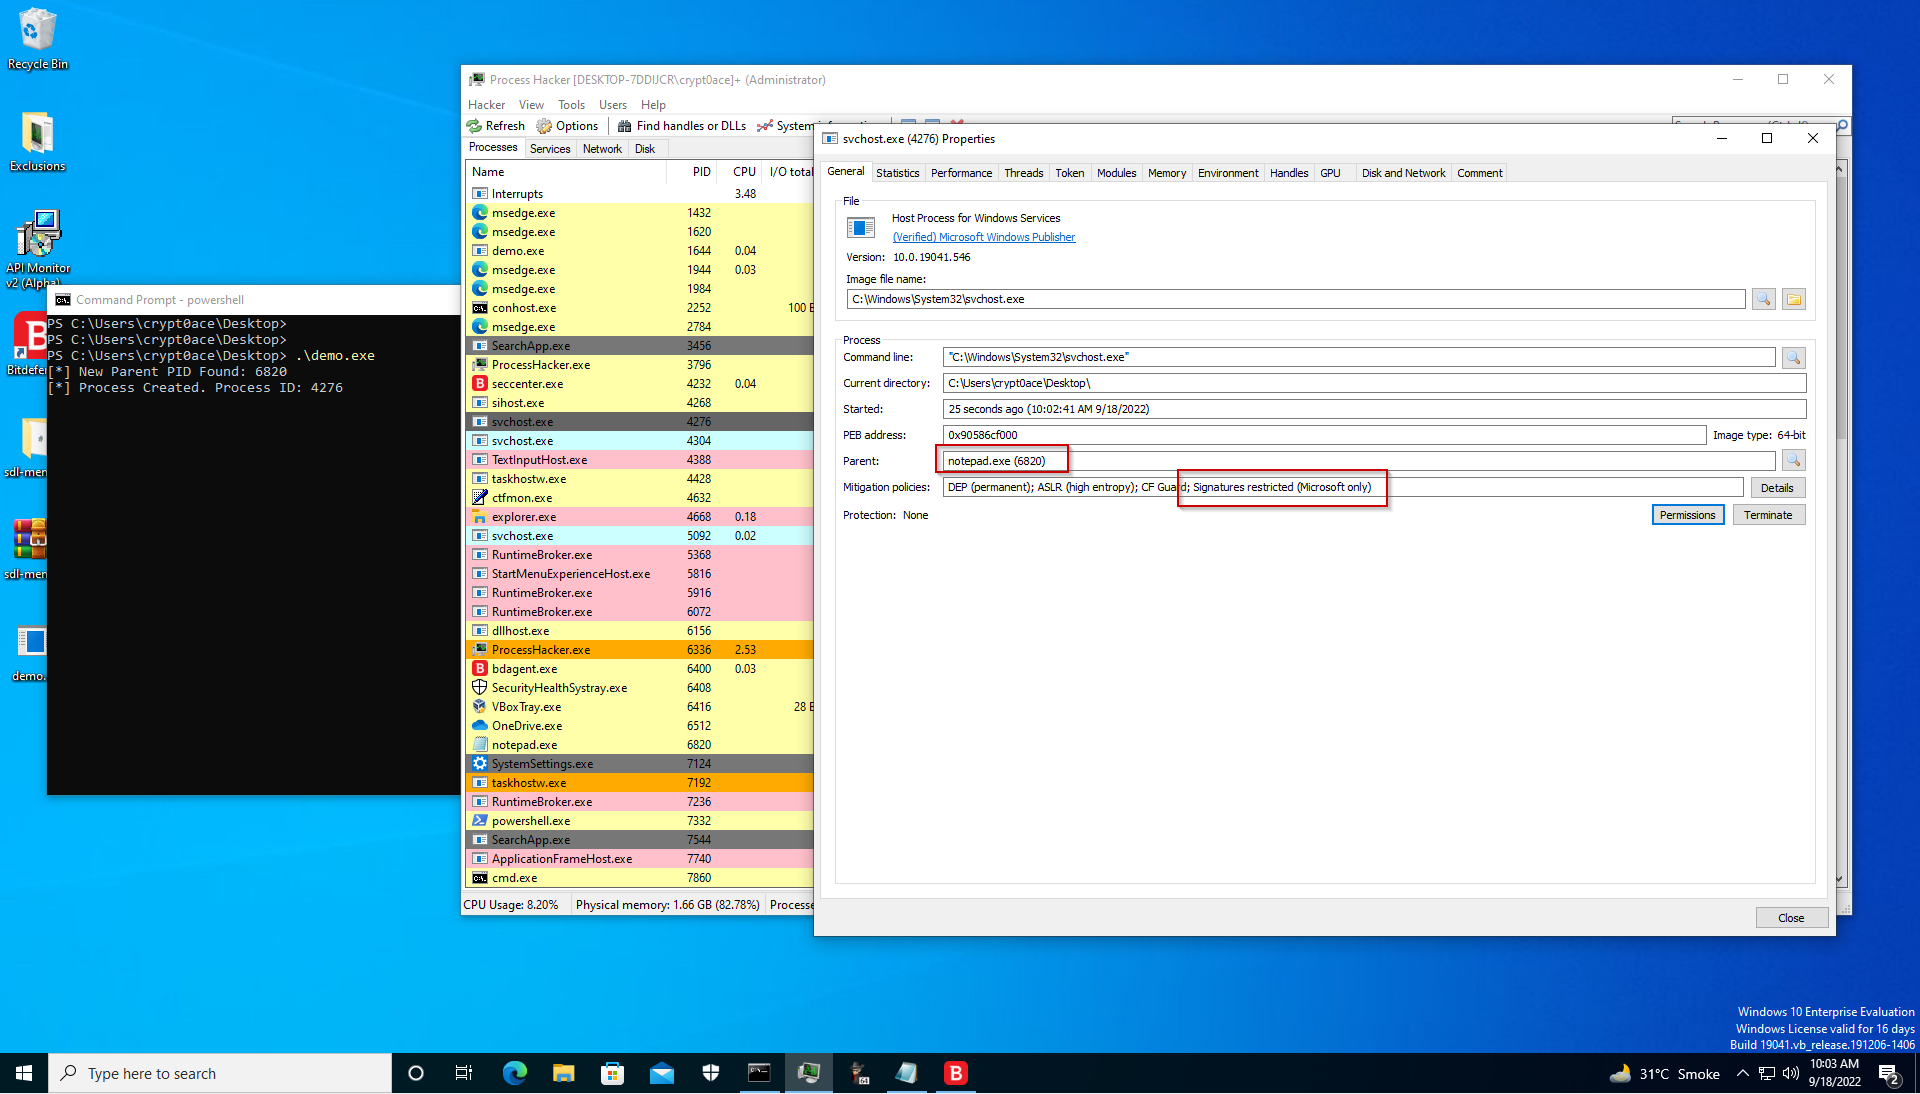 Recycle Bin
Exclusions
API Monitor
v2 (Alpha)
sdl-men
sdl-men
demo.
Command Prompt - powershell
PS C:\Users\crypt0ace\Desktop>
PS C:\Users\crypt0ace\Desktop>
PS C:\Users\crypt0ace\Desktop> .\demo.exe
[*] New Parent PID Found: 6820
[*] Process Created. Process ID: 4276
Process Hacker [DESKTOP-7DDIJCR\crypt0ace]+ (Administrator)
Hacker View Tools Users Help
Refresh Options Find handles or DLLs
Processes Services Network Disk
Name PID CPU I/O total
Interrupts 3.48
msedge.exe 1432
msedge.exe 1620
demo.exe 1644 0.04
msedge.exe 1944 0.03
msedge.exe 1984
conhost.exe 2252 100 B
msedge.exe 2784
SearchApp.exe 3456
ProcessHacker.exe 3796
seccenter.exe 4232 0.04
sihost.exe 4268
svchost.exe 4276
svchost.exe 4304
TextInputHost.exe 4388
taskhostw.exe 4428
ctfmon.exe 4632
explorer.exe 4668 0.18
svchost.exe 5092 0.02
RuntimeBroker.exe 5368
StartMenuExperienceHost.exe 5816
RuntimeBroker.exe 5916
RuntimeBroker.exe 6072
dllhost.exe 6156
ProcessHacker.exe 6336 2.53
bdagent.exe 6400 0.03
SecurityHealthSystray.exe 6408
VBoxTray.exe 6416 28 B
OneDrive.exe 6512
notepad.exe 6820
SystemSettings.exe 7124
taskhostw.exe 7192
RuntimeBroker.exe 7236
powershell.exe 7332
SearchApp.exe 7544
ApplicationFrameHost.exe 7740
cmd.exe 7860
CPU Usage: 8.20% Physical memory: 1.66 GB (82.78%) Processe
svchost.exe (4276) Properties
General Statistics Performance Threads Token Modules Memory Environment Handles GPU Disk and Network Comment
File
Host Process for Windows Services
(Verified) Microsoft Windows Publisher
Version: 10.0.19041.546
Image file name:
C:\Windows\System32\svchost.exe
Process
Command line: "C:\Windows\System32\svchost.exe"
Current directory: C:\Users\crypt0ace\Desktop\
Started: 25 seconds ago (10:02:41 AM 9/18/2022)
PEB address: 0x90586cf000 Image type: 64-bit
Parent: notepad.exe (6820)
Mitigation policies: DEP (permanent); ASLR (high entropy); CF Guard; Signatures restricted (Microsoft only) Details
Protection: None Permissions Terminate
Close
Windows 10 Enterprise Evaluation
Windows License valid for 16 days
Build 19041.vb_release.191206-1406
Type here to search
64
31°C Smoke
10:03 AM
9/18/2022
2